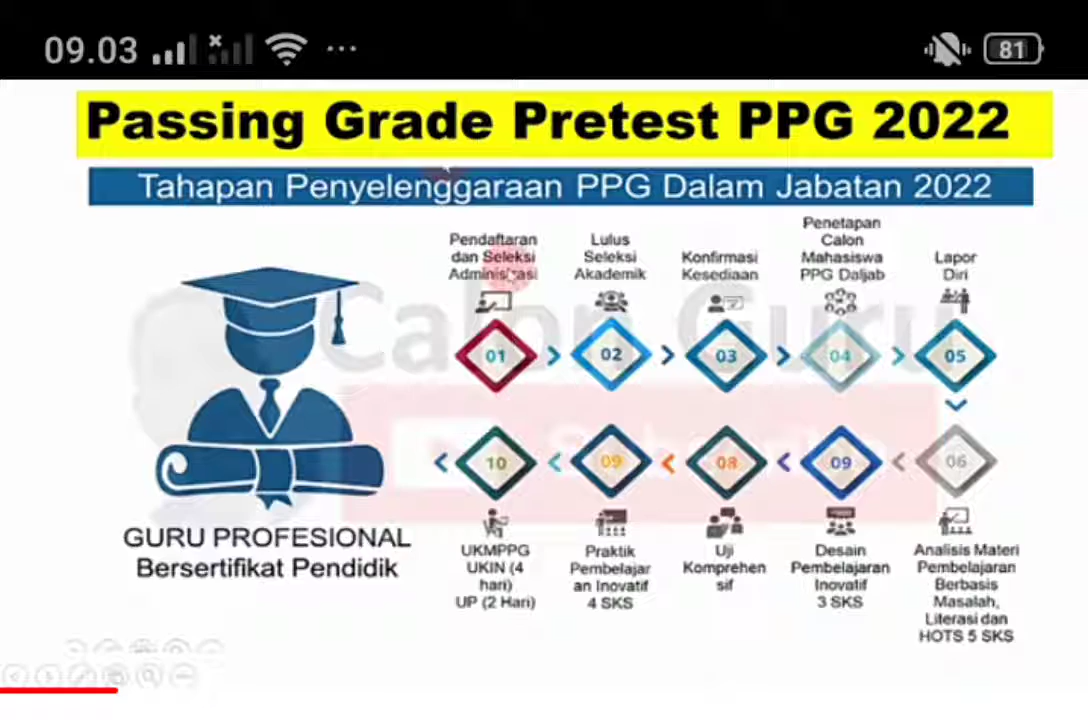 09.03
81
Passing Grade Pretest PPG 2022
Tahapan Penyelenggaraan PPG Dalam Jabatan 2022
Pendaftaran
dan Seleksi
Administrasi
Lulus
Seleksi
Akademik
Konfirmasi
Kesediaan
Penetapan
Calon
Mahasiswa
PPG Daljab
Lapor
Diri
Calon Guru
01
02
03
04
05
10
09
08
09
06
GURU PROFESIONAL
Bersertifikat Pendidik
UKMPPG
UKIN (4
hari)
UP (2 Hari)
Praktik
Pembelajar
an Inovatif
4 SKS
Uji
Komprehen
sif
Desain
Pembelajaran
Inovatif
3 SKS
Analisis Materi
Pembelajaran
Berbasis
Masalah,
Literasi dan
HOTS 5 SKS